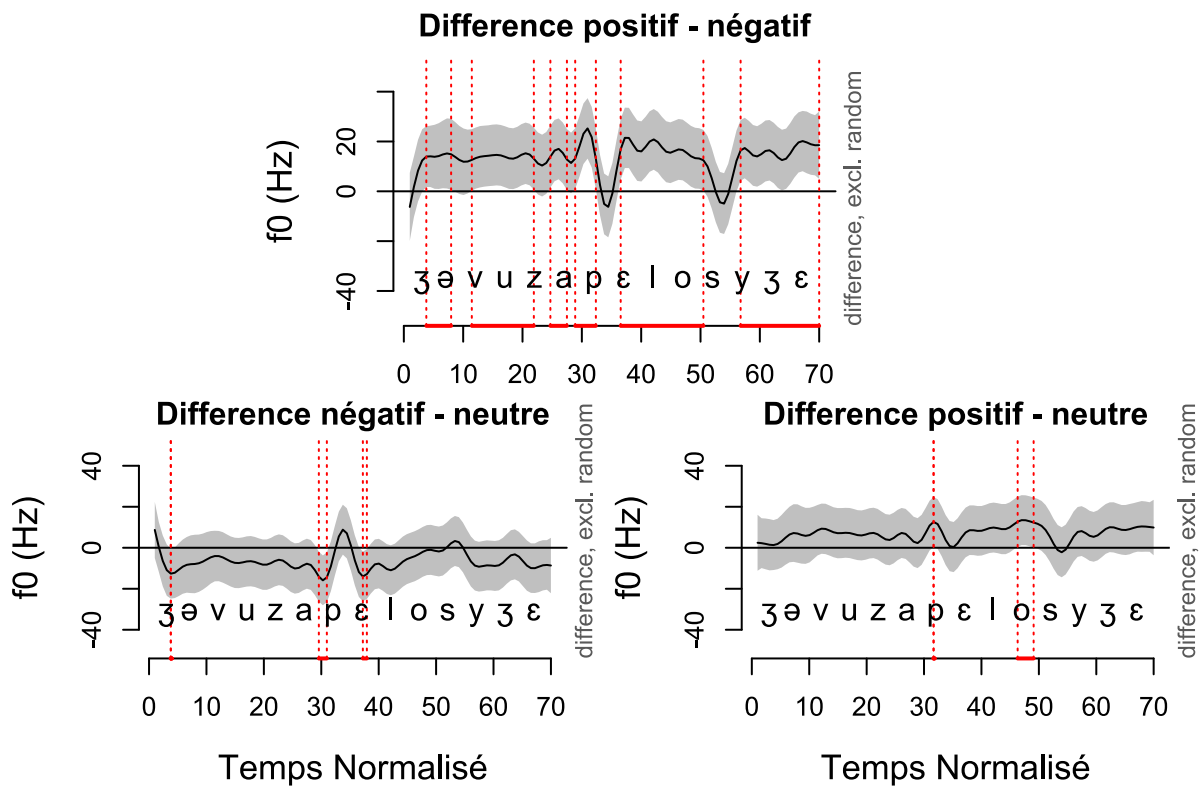 Difference positif - négatif
f0 (Hz)
20
0
-40
ʒ ə v u z a p ɛ l o s y ʒ ɛ
0 10 20 30 40 50 60 70
difference, excl. random
Difference négatif - neutre
f0 (Hz)
40
0
-40
ʒ ə v u z a p ɛ l o s y ʒ ɛ
0 10 20 30 40 50 60 70
Temps Normalisé
difference, excl. random
Difference positif - neutre
f0 (Hz)
40
0
-40
ʒ ə v u z a p ɛ l o s y ʒ ɛ
0 10 20 30 40 50 60 70
Temps Normalisé
difference, excl. random